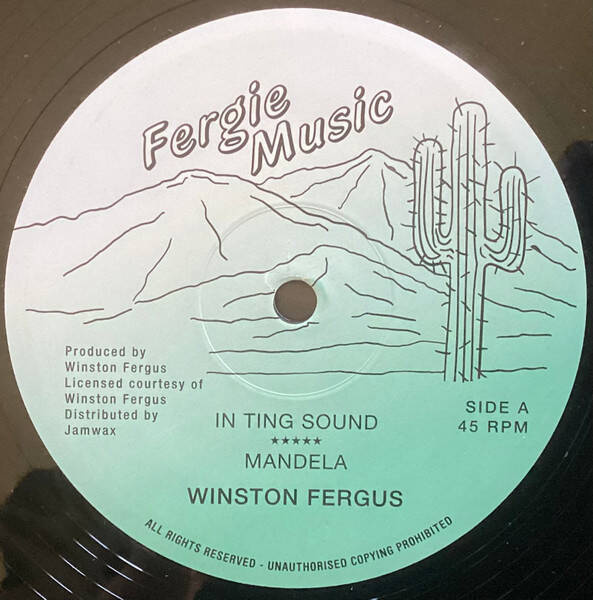 Fergie
Music
Produced by
Winston Fergus
Licensed courtesy of
Winston Fergus
Distributed by
Jamwax
IN TING SOUND
★★★★★
MANDELA
WINSTON FERGUS
SIDE A
45 RPM
ALL RIGHTS RESERVED - UNAUTHORISED COPYING PROHIBITED